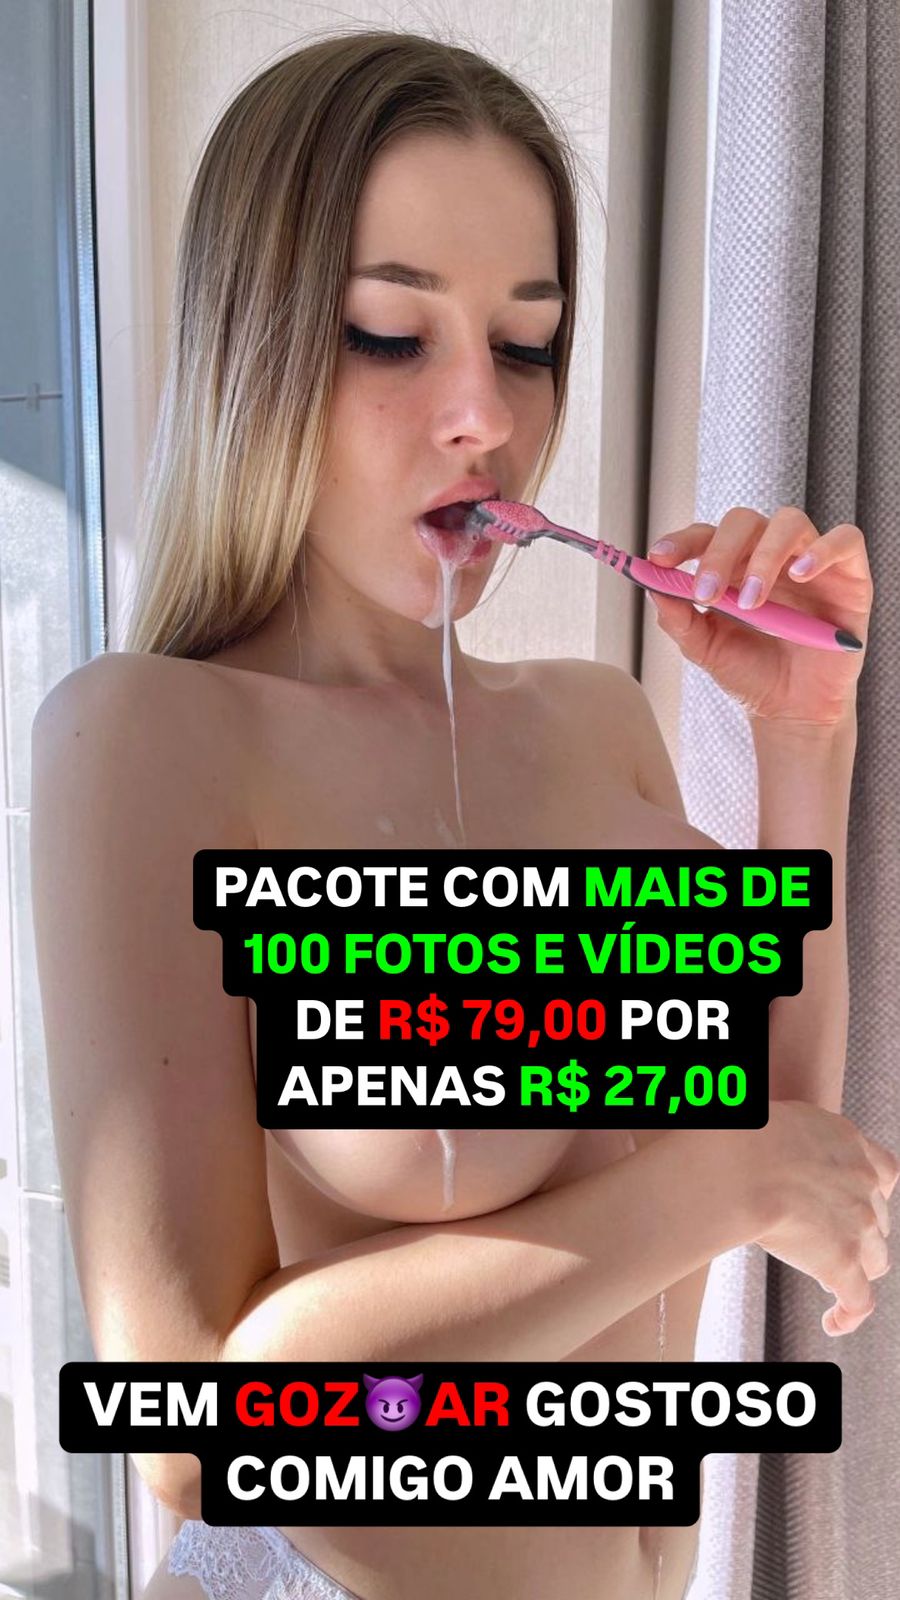 PACOTE COM MAIS DE
100 FOTOS E VÍDEOS
DE R$ 79,00 POR
APENAS R$ 27,00
VEM GOZ😈AR GOSTOSO
COMIGO AMOR